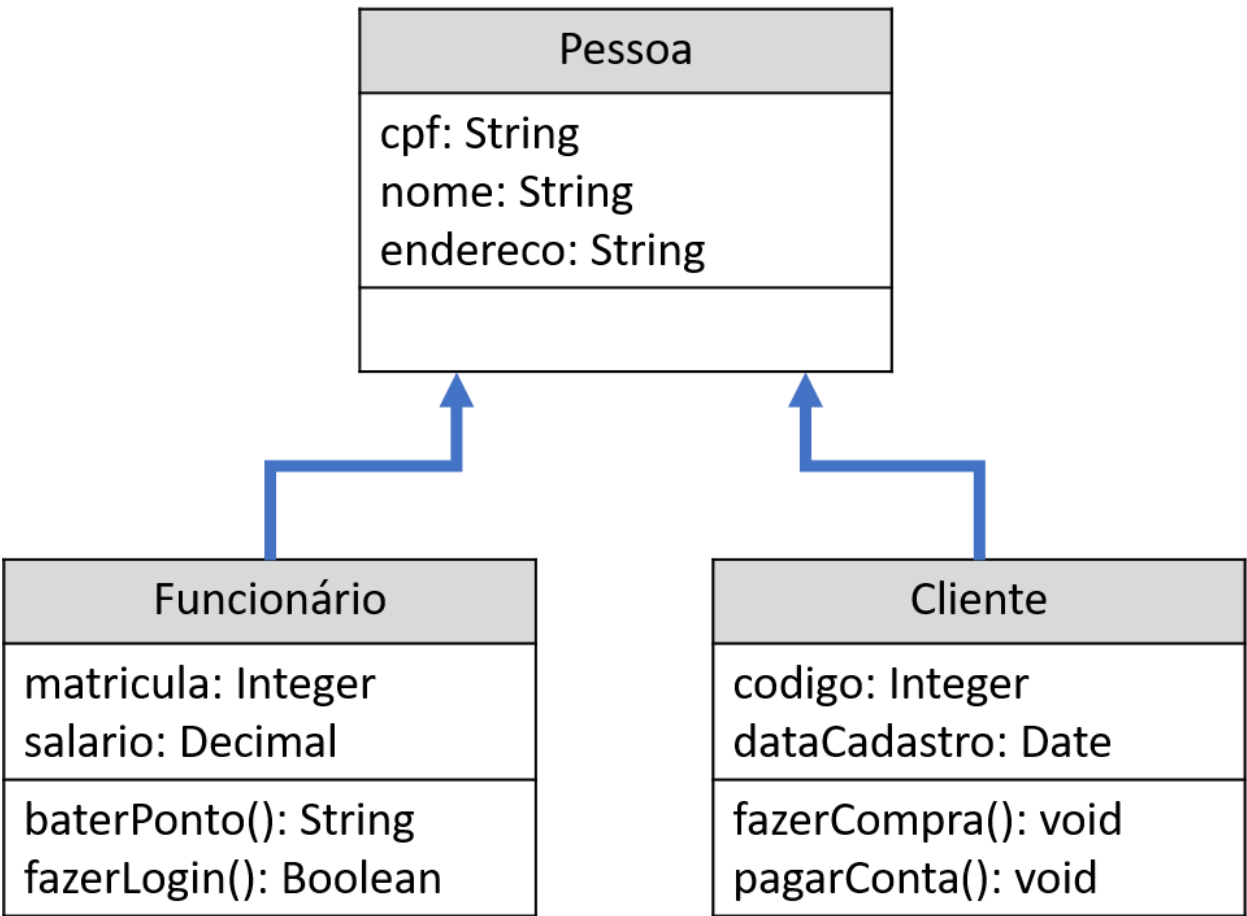 Pessoa
cpf: String
nome: String
endereco: String
Funcionário
matricula: Integer
salario: Decimal
baterPonto(): String
fazerLogin(): Boolean
Cliente
codigo: Integer
dataCadastro: Date
fazerCompra(): void
pagarConta(): void